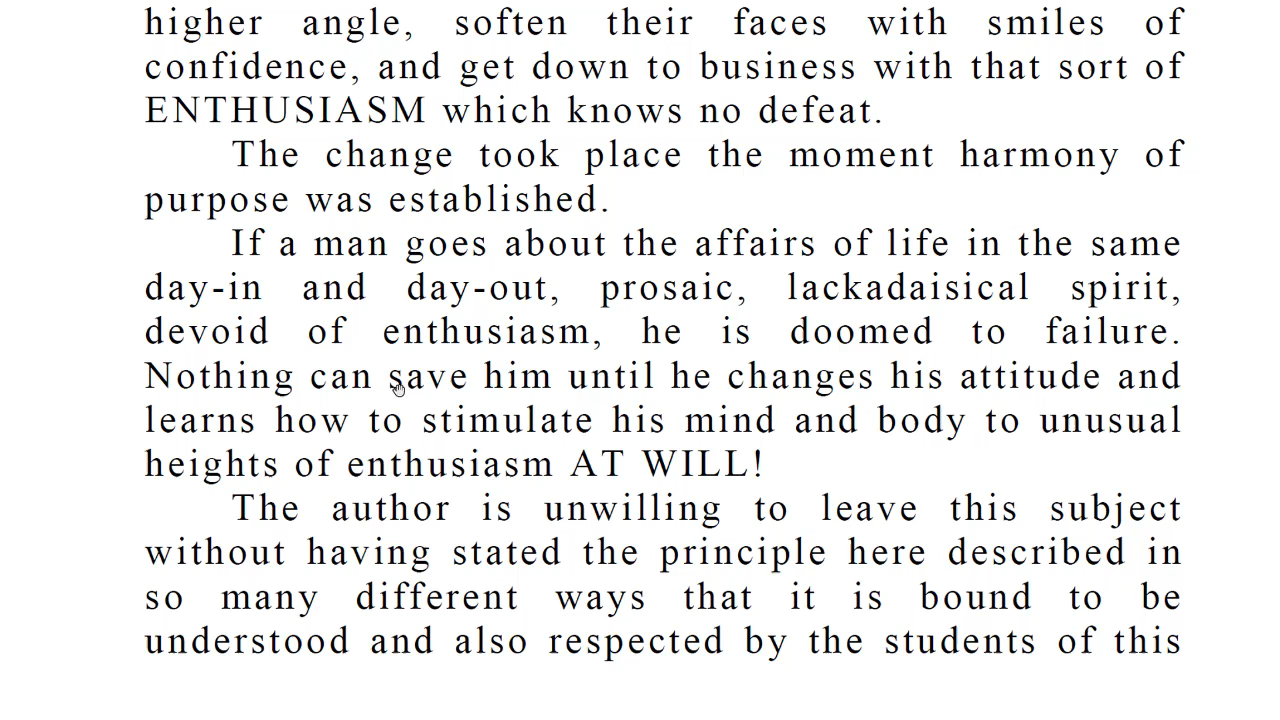 higher angle, soften their faces with smiles of
confidence, and get down to business with that sort of
ENTHUSIASM which knows no defeat.
The change took place the moment harmony of
purpose was established.
If a man goes about the affairs of life in the same
day-in and day-out, prosaic, lackadaisical spirit,
devoid of enthusiasm, he is doomed to failure.
Nothing can save him until he changes his attitude and
learns how to stimulate his mind and body to unusual
heights of enthusiasm AT WILL!
The author is unwilling to leave this subject
without having stated the principle here described in
so many different ways that it is bound to be
understood and also respected by the students of this